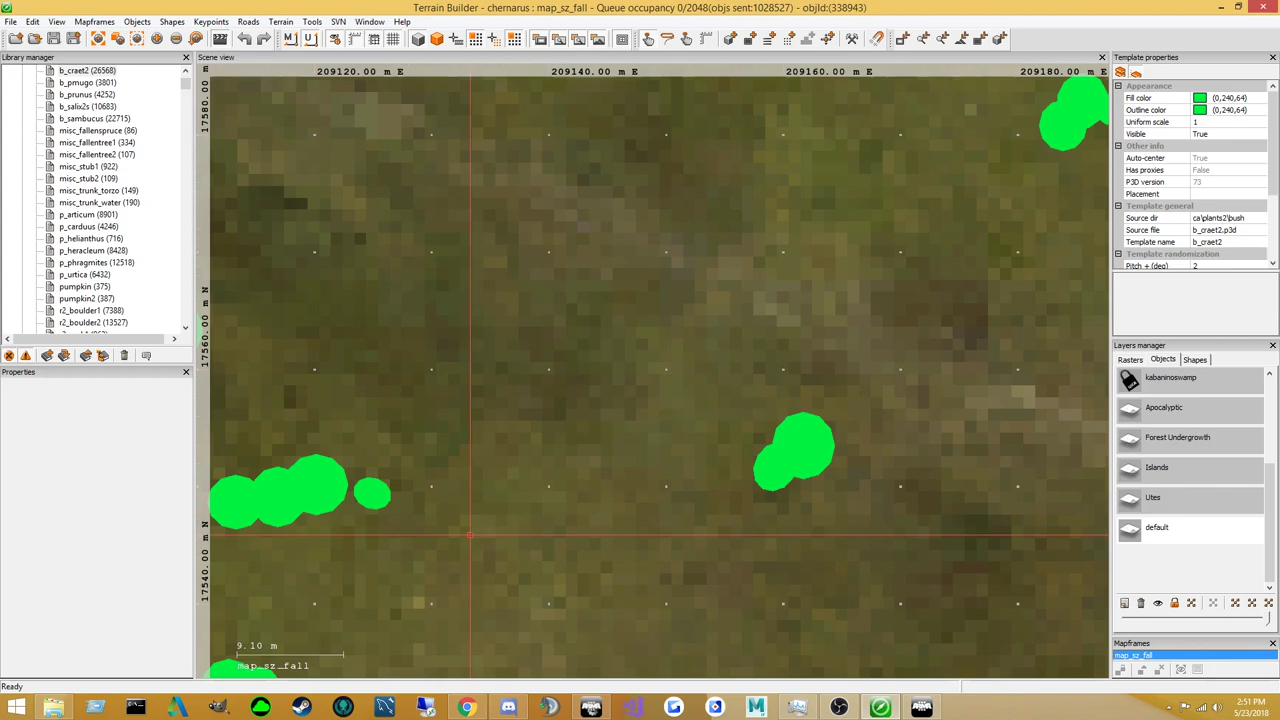 Terrain Builder - chernarus : map_sz_fall - Queue occupancy 0/2048(objs sent:1028527) - objId:(338943)
File Edit View Mapframes Objects Shapes Keypoints Roads Terrain Tools SVN Window Help
Library manager
b_craet2 (26568)
b_pmugo (3801)
b_prunus (4252)
b_salix2s (10683)
b_sambucus (22715)
misc_fallenspruce (86)
misc_fallentree1 (334)
misc_fallentree2 (107)
misc_stub1 (922)
misc_stub2 (109)
misc_trunk_torzo (149)
misc_trunk_water (190)
p_articum (8901)
p_carduus (4246)
p_helianthus (716)
p_heracleum (8428)
p_phragmites (12518)
p_urtica (6432)
pumpkin (375)
pumpkin2 (387)
r2_boulder1 (7388)
r2_boulder2 (13527)
Properties
Scene view
m 209120.00 m E 209140.00 m E 209160.00 m E 209180.00 m E
17580.00 m
17560.00 m N
17540.00 m N
9.10 m
map_sz_fall
Template properties
Appearance
Fill color (0,240,64)
Outline color (0,240,64)
Uniform scale 1
Visible True
Other info
Auto-center True
Has proxies False
P3D version 73
Placement
Template general
Source dir ca\plants2\bush
Source file b_craet2.p3d
Template name b_craet2
Template randomization
Pitch + (deg) 2
Layers manager
Rasters Objects Shapes
kabaninoswamp
Apocalyptic
Forest Undergrowth
Islands
Utes
default
Mapframes
map_sz_fall
Ready
2:51 PM
5/23/2018